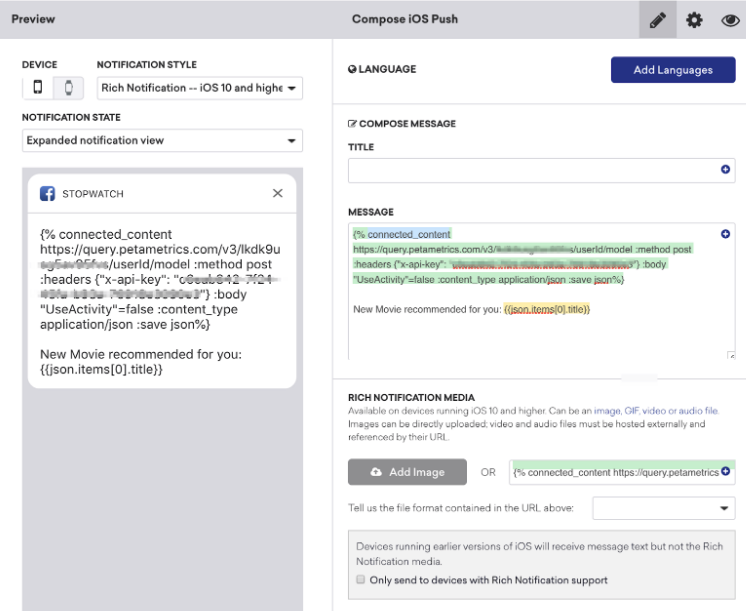 Preview
DEVICE
NOTIFICATION STYLE
Rich Notification -- iOS 10 and highe
NOTIFICATION STATE
Expanded notification view
STOPWATCH
{% connected_content
https://query.petametrics.com/v3/lkdk9u
/userId/model :method post
:headers {"x-api-key":
"} :body
"UseActivity"=false :content_type
application/json :save json%}
New Movie recommended for you:
{{json.items[0].title}}
Compose iOS Push
LANGUAGE
Add Languages
COMPOSE MESSAGE
TITLE
MESSAGE
{% connected_content
https://query.petametrics.com/v3/ /userId/model :method post
:headers {"x-api-key": "} :body
"UseActivity"=false :content_type application/json :save json%}
New Movie recommended for you: {{json.items[0].title}}
RICH NOTIFICATION MEDIA
Available on devices running iOS 10 and higher. Can be an image, GIF, video or audio file.
Images can be directly uploaded; video and audio files must be hosted externally and
referenced by their URL.
Add Image OR {% connected_content https://query.petametrics
Tell us the file format contained in the URL above:
Devices running earlier versions of iOS will receive message text but not the Rich
Notification media.
Only send to devices with Rich Notification support